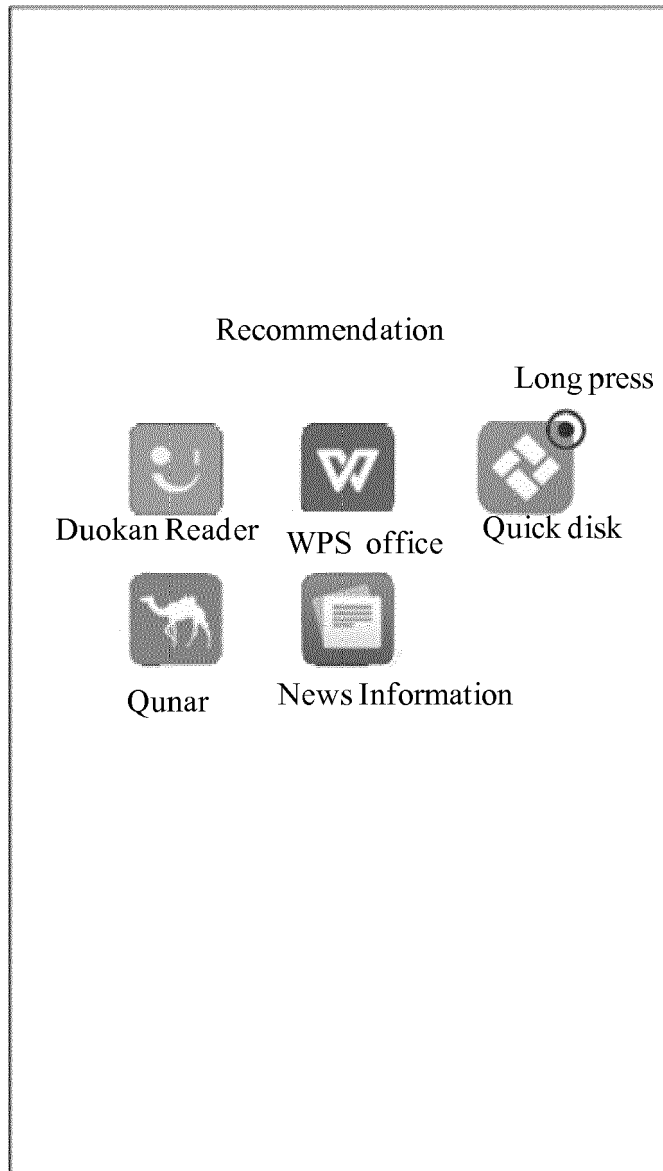 Recommendation
Long press
Duokan Reader
WPS office
Quick disk
Qunar
News Information